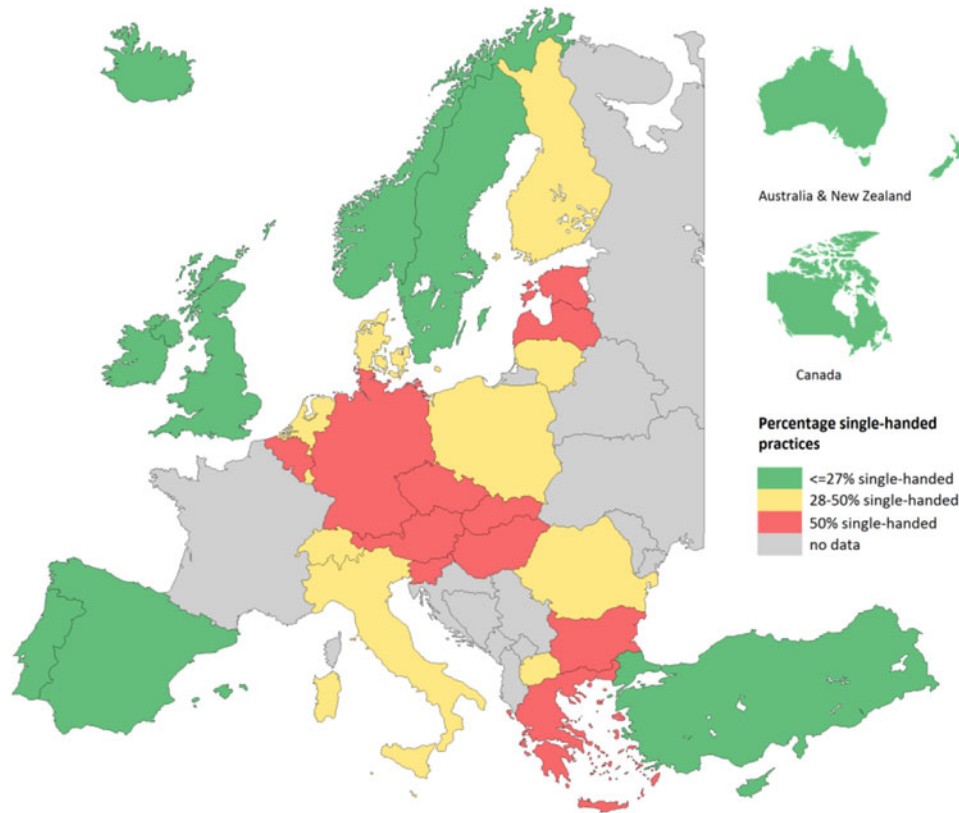 Australia & New Zealand
Canada
Percentage single-handed
practices
<=27% single-handed
28-50% single-handed
50% single-handed
no data